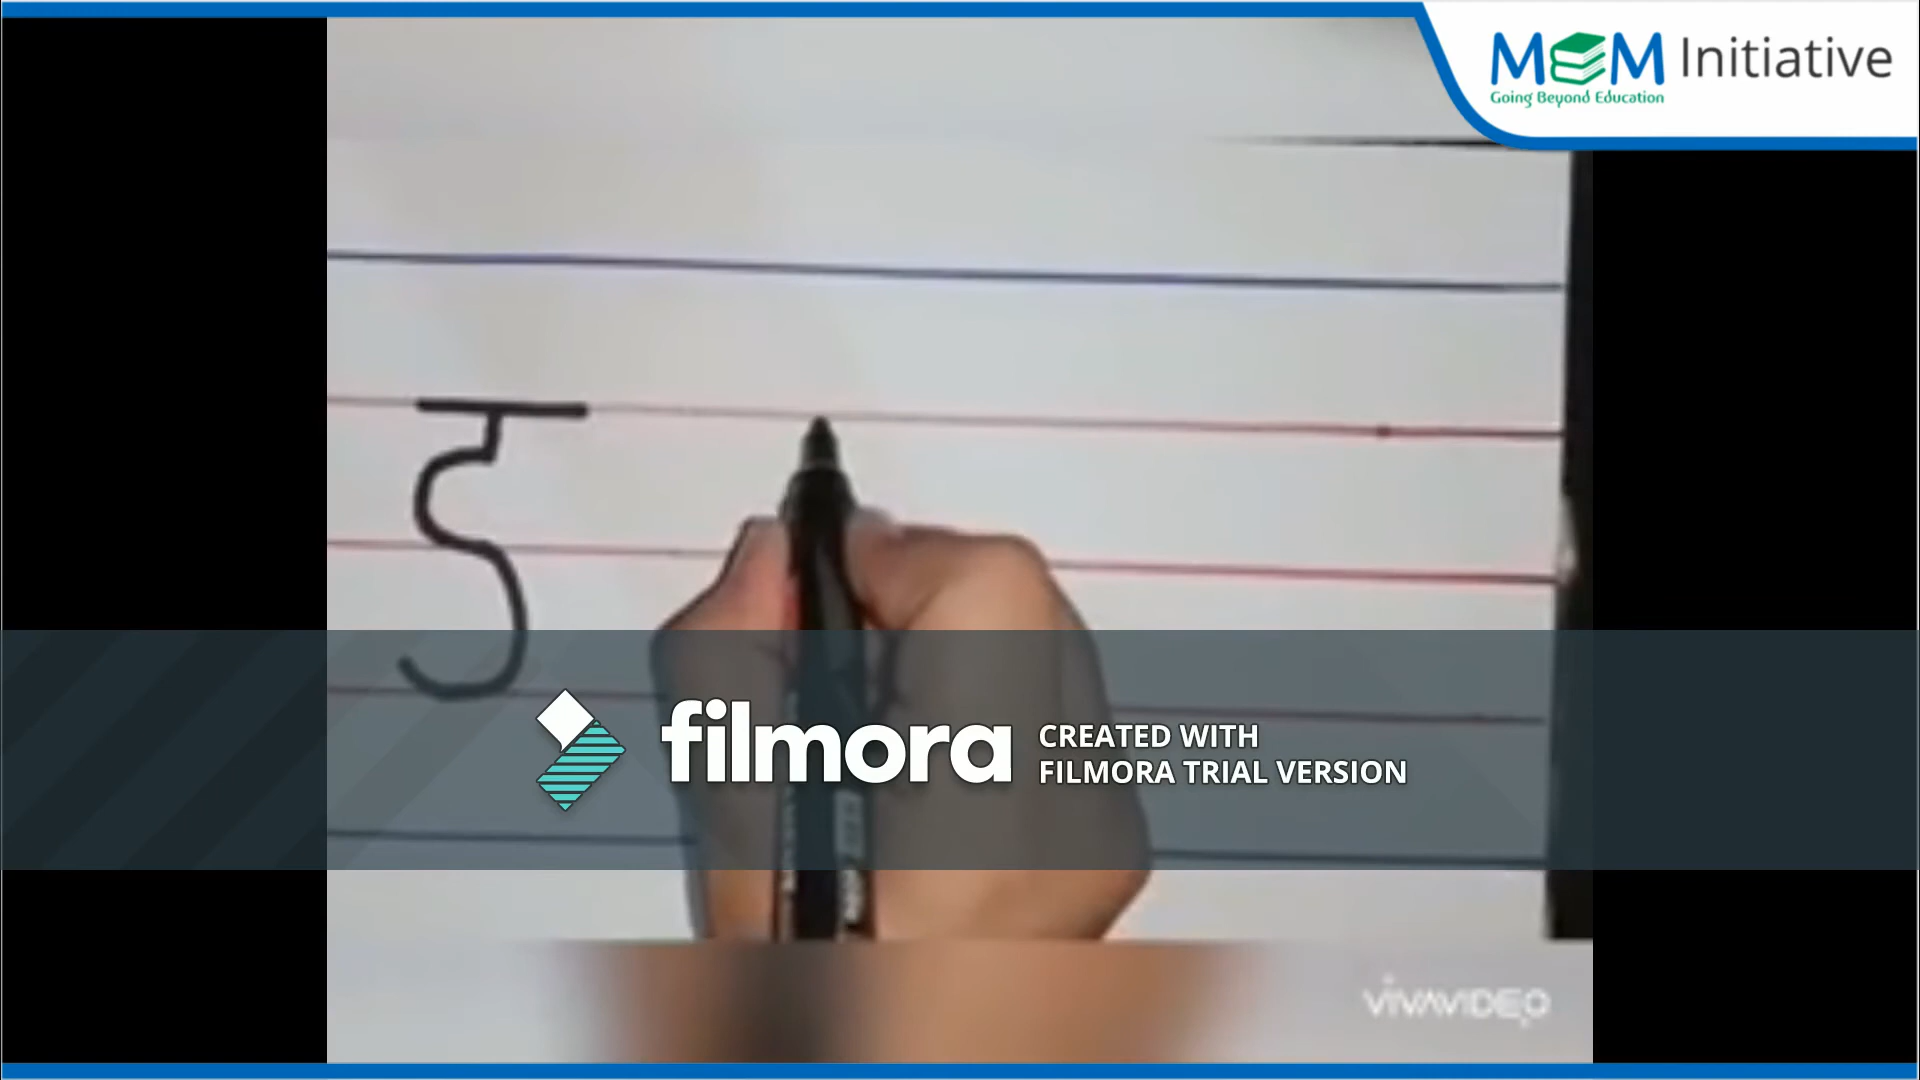 MEM Initiative
Going Beyond Education
ड
filmora
CREATED WITH
FILMORA TRIAL VERSION
VIVAVIDEO